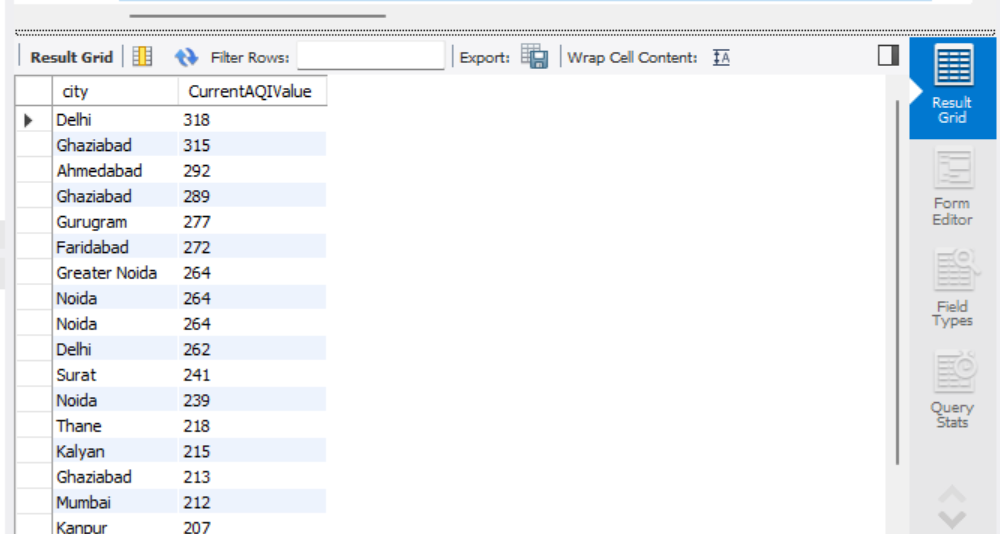 Result Grid Filter Rows: Export: Wrap Cell Content: IA
city CurrentAQIValue
Delhi 318
Ghaziabad 315
Ahmedabad 292
Ghaziabad 289
Gurugram 277
Faridabad 272
Greater Noida 264
Noida 264
Noida 264
Delhi 262
Surat 241
Noida 239
Thane 218
Kalyan 215
Ghaziabad 213
Mumbai 212
Kanpur 207
Result
Grid
Form
Editor
Field
Types
Query
Stats